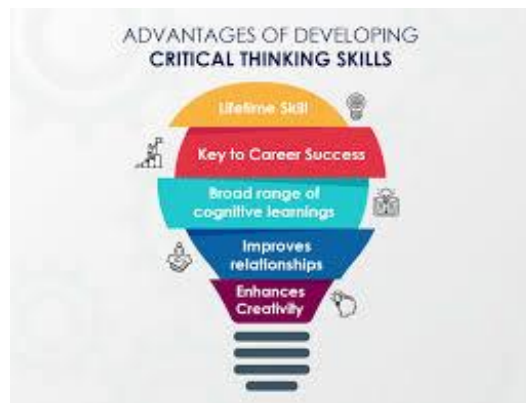 ADVANTAGES OF DEVELOPING
CRITICAL THINKING SKILLS
Lifetime Skill
Key to Career Success
Broad range of
cognitive learnings
Improves
relationships
Enhances
Creativity